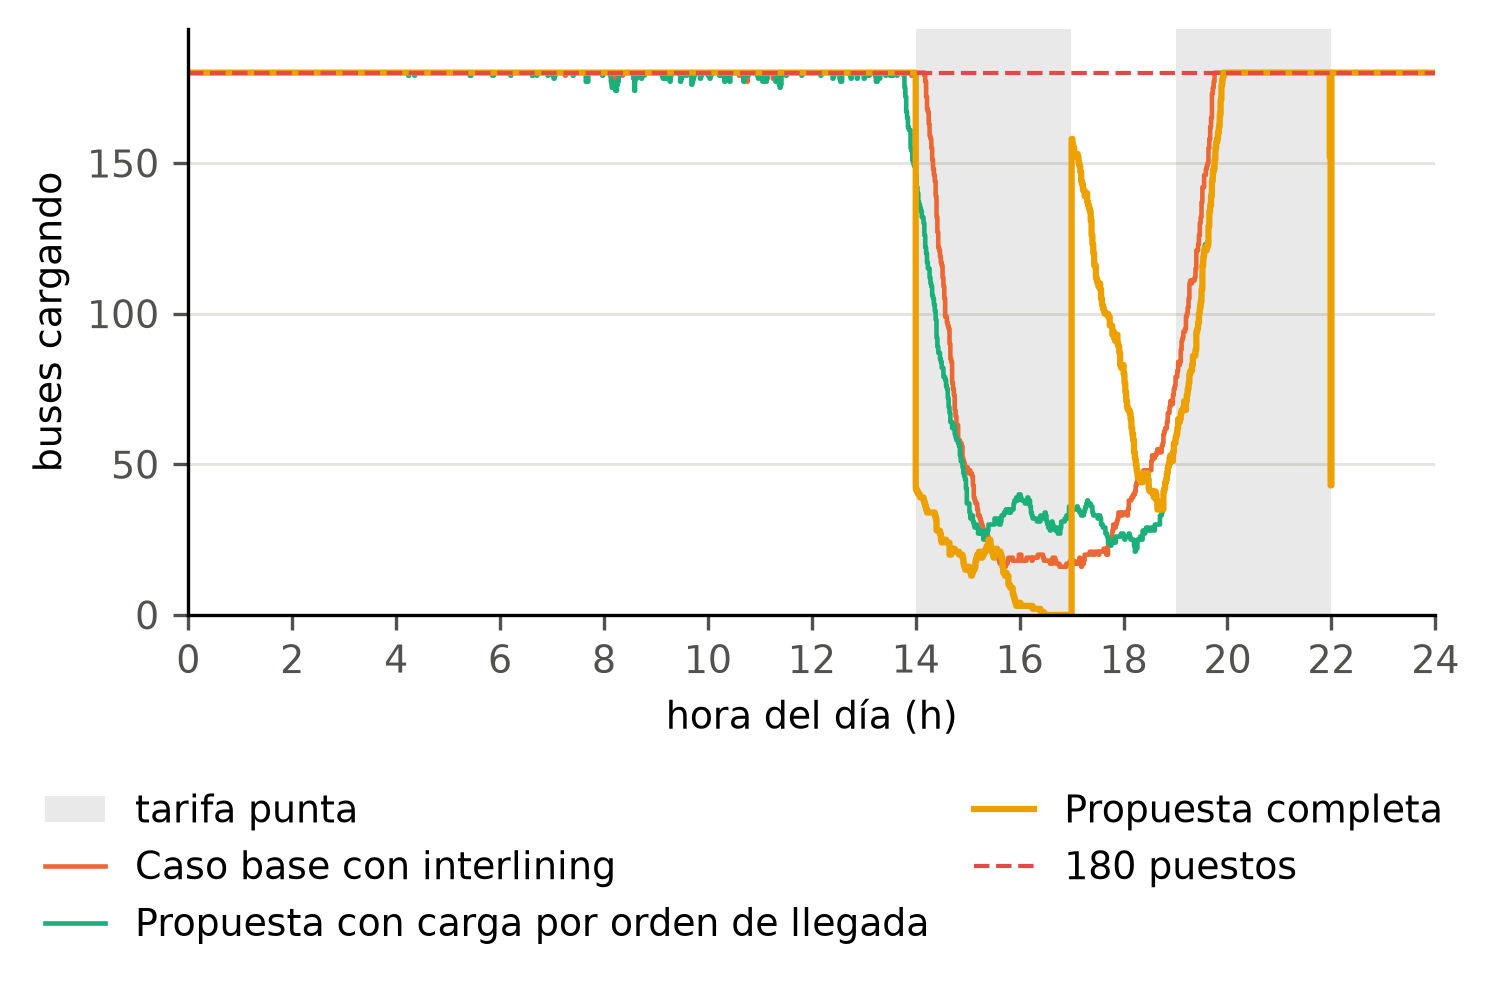 150
100
50
0
buses cargando
0 2 4 6 8 10 12 14 16 18 20 22 24
hora del día (h)
tarifa punta
Caso base con interlining
Propuesta con carga por orden de llegada
Propuesta completa
180 puestos